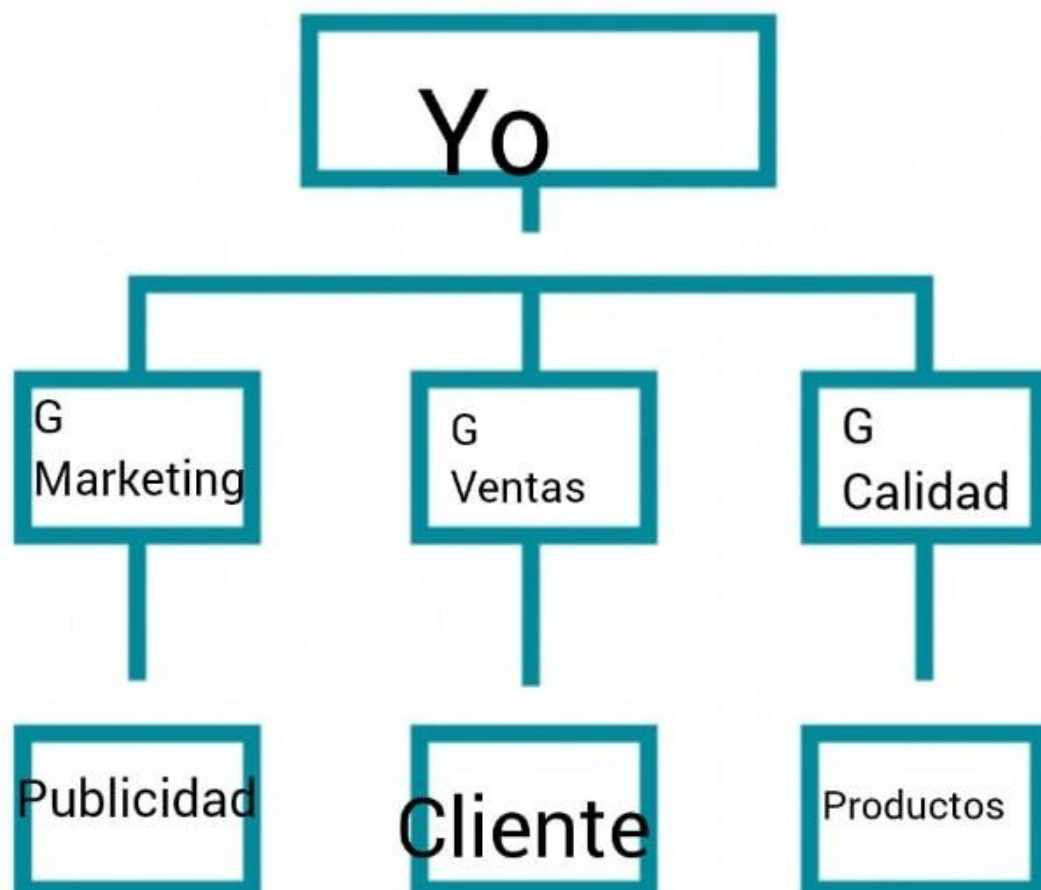 Yo
G
Marketing
G
Ventas
G
Calidad
Publicidad
Cliente
Productos